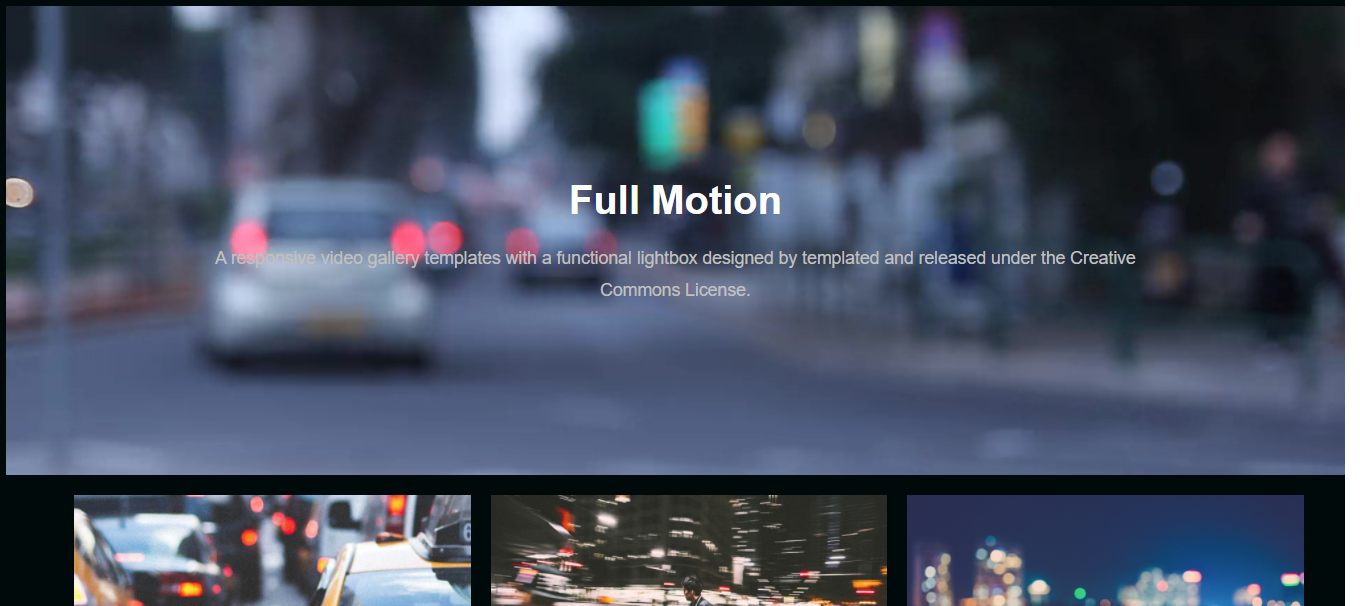 Full Motion
A responsive video gallery templates with a functional lightbox designed by templated and released under the Creative
Commons License.